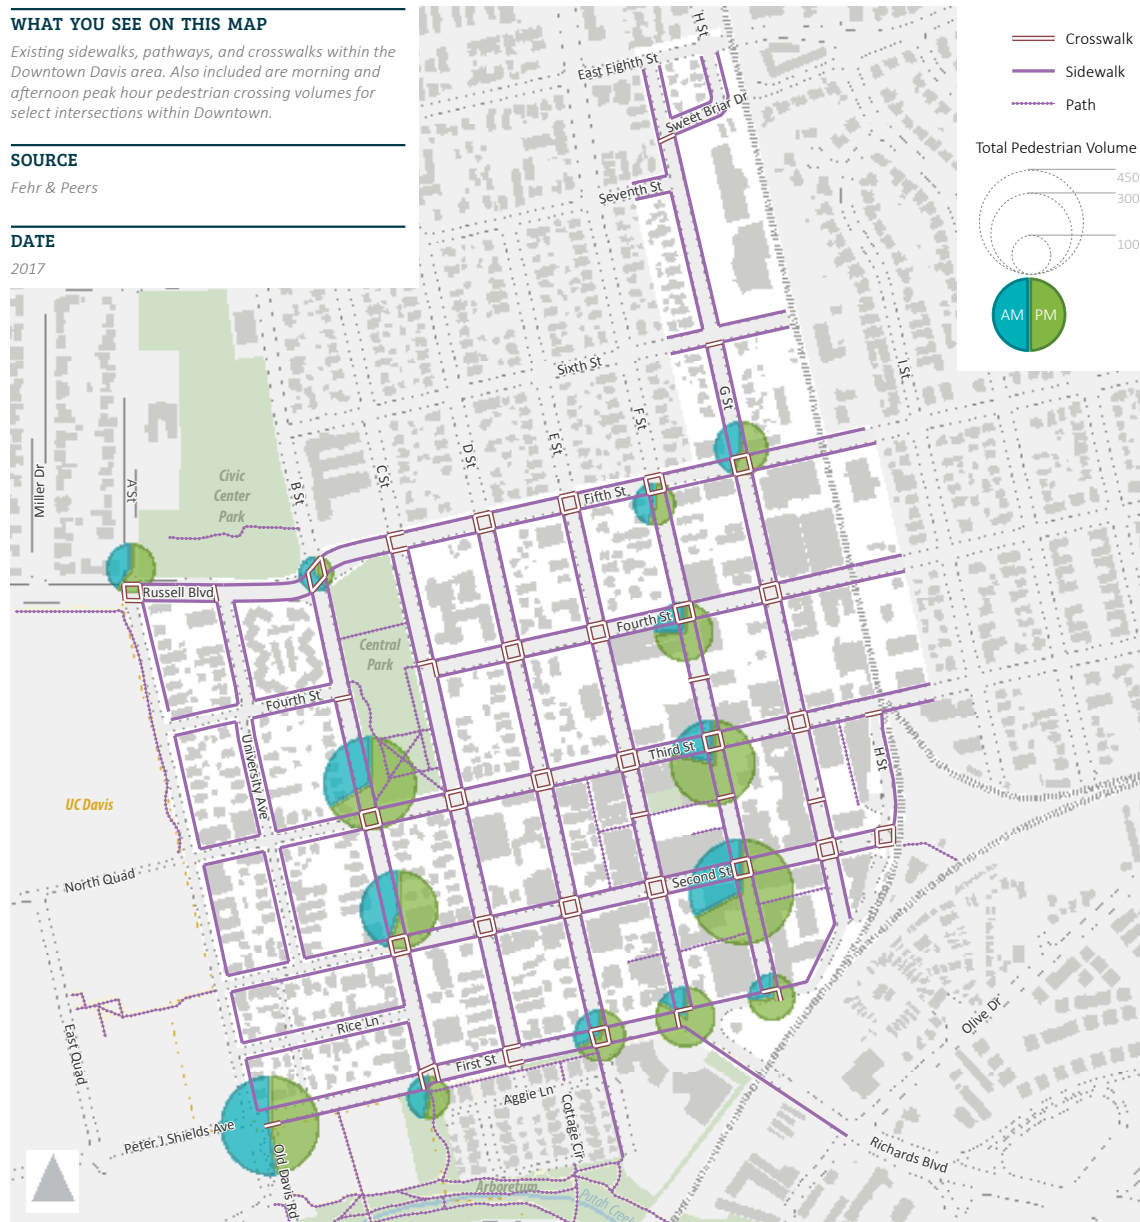 WHAT YOU SEE ON THIS MAP
Existing sidewalks, pathways, and crosswalks within the
Downtown Davis area. Also included are morning and
afternoon peak hour pedestrian crossing volumes for
select intersections within Downtown.
SOURCE
Fehr & Peers
DATE
2017
Crosswalk
Sidewalk
Path
Total Pedestrian Volume
450
300
100
AM
PM
H St
East Eighth St
Sweet Briar Dr
Seventh St
Sixth St
I St
G St
F St
E St
D St
C St
B St
A St
Miller Dr
Civic
Center
Park
Fifth St
Russell Blvd
Fourth St
Central
Park
Fourth St
University Ave
Third St
H St
UC Davis
North Quad
Second St
East Quad
Rice Ln
First St
Aggie Ln
Cottage Cir
Olive Dr
Peter J Shields Ave
Old Davis Rd
Richards Blvd
Arboretum
Putah Creek